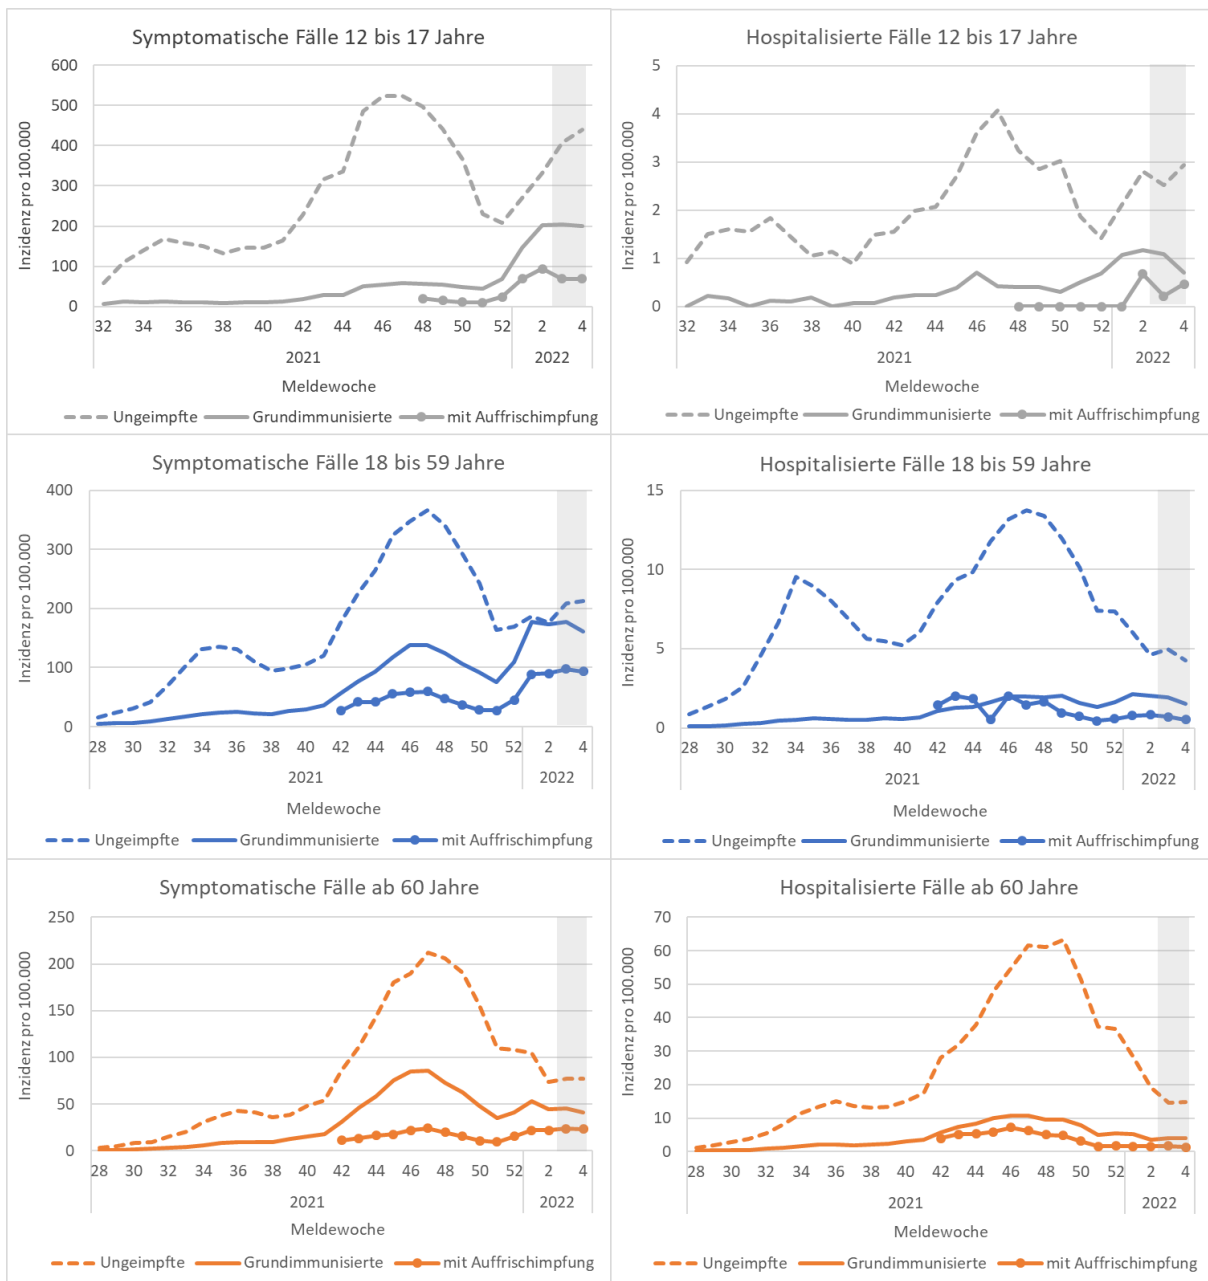 Symptomatische Fälle 12 bis 17 Jahre
600
500
400
300
200
100
0
Inzidenz pro 100.000
32 34 36 38 40 42 44 46 48 50 52 2 4
2021 2022
Meldewoche
Ungeimpfte Grundimmunisierte mit Auffrischimpfung
Hospitalisierte Fälle 12 bis 17 Jahre
5
4
3
2
1
0
Inzidenz pro 100.000
32 34 36 38 40 42 44 46 48 50 52 2 4
2021 2022
Meldewoche
Ungeimpfte Grundimmunisierte mit Auffrischimpfung
Symptomatische Fälle 18 bis 59 Jahre
400
300
200
100
0
Inzidenz pro 100.000
28 30 32 34 36 38 40 42 44 46 48 50 52 2 4
2021 2022
Meldewoche
Ungeimpfte Grundimmunisierte mit Auffrischimpfung
Hospitalisierte Fälle 18 bis 59 Jahre
15
10
5
0
Inzidenz pro 100.000
28 30 32 34 36 38 40 42 44 46 48 50 52 2 4
2021 2022
Meldewoche
Ungeimpfte Grundimmunisierte mit Auffrischimpfung
Symptomatische Fälle ab 60 Jahre
250
200
150
100
50
0
Inzidenz pro 100.000
28 30 32 34 36 38 40 42 44 46 48 50 52 2 4
2021 2022
Meldewoche
Ungeimpfte Grundimmunisierte mit Auffrischimpfung
Hospitalisierte Fälle ab 60 Jahre
70
60
50
40
30
20
10
0
Inzidenz pro 100.000
28 30 32 34 36 38 40 42 44 46 48 50 52 2 4
2021 2022
Meldewoche
Ungeimpfte Grundimmunisierte mit Auffrischimpfung